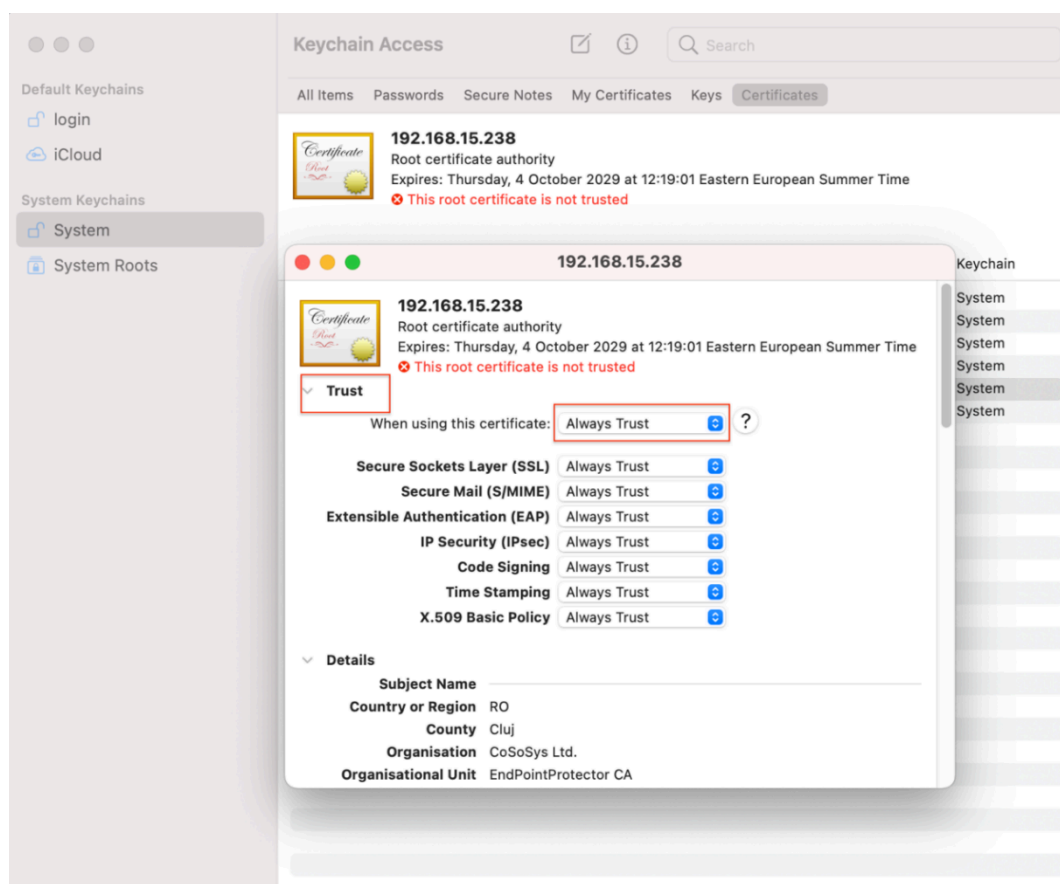 Keychain Access
Search
Default Keychains
login
iCloud
System Keychains
System
System Roots
All Items Passwords Secure Notes My Certificates Keys Certificates
Certificate
Root
192.168.15.238
Root certificate authority
Expires: Thursday, 4 October 2029 at 12:19:01 Eastern European Summer Time
This root certificate is not trusted
Keychain
System
System
System
System
System
System
192.168.15.238
Certificate
Root
192.168.15.238
Root certificate authority
Expires: Thursday, 4 October 2029 at 12:19:01 Eastern European Summer Time
This root certificate is not trusted
Trust
When using this certificate: Always Trust ?
Secure Sockets Layer (SSL) Always Trust
Secure Mail (S/MIME) Always Trust
Extensible Authentication (EAP) Always Trust
IP Security (IPsec) Always Trust
Code Signing Always Trust
Time Stamping Always Trust
X.509 Basic Policy Always Trust
Details
Subject Name
Country or Region RO
County Cluj
Organisation CoSoSys Ltd.
Organisational Unit EndPointProtector CA